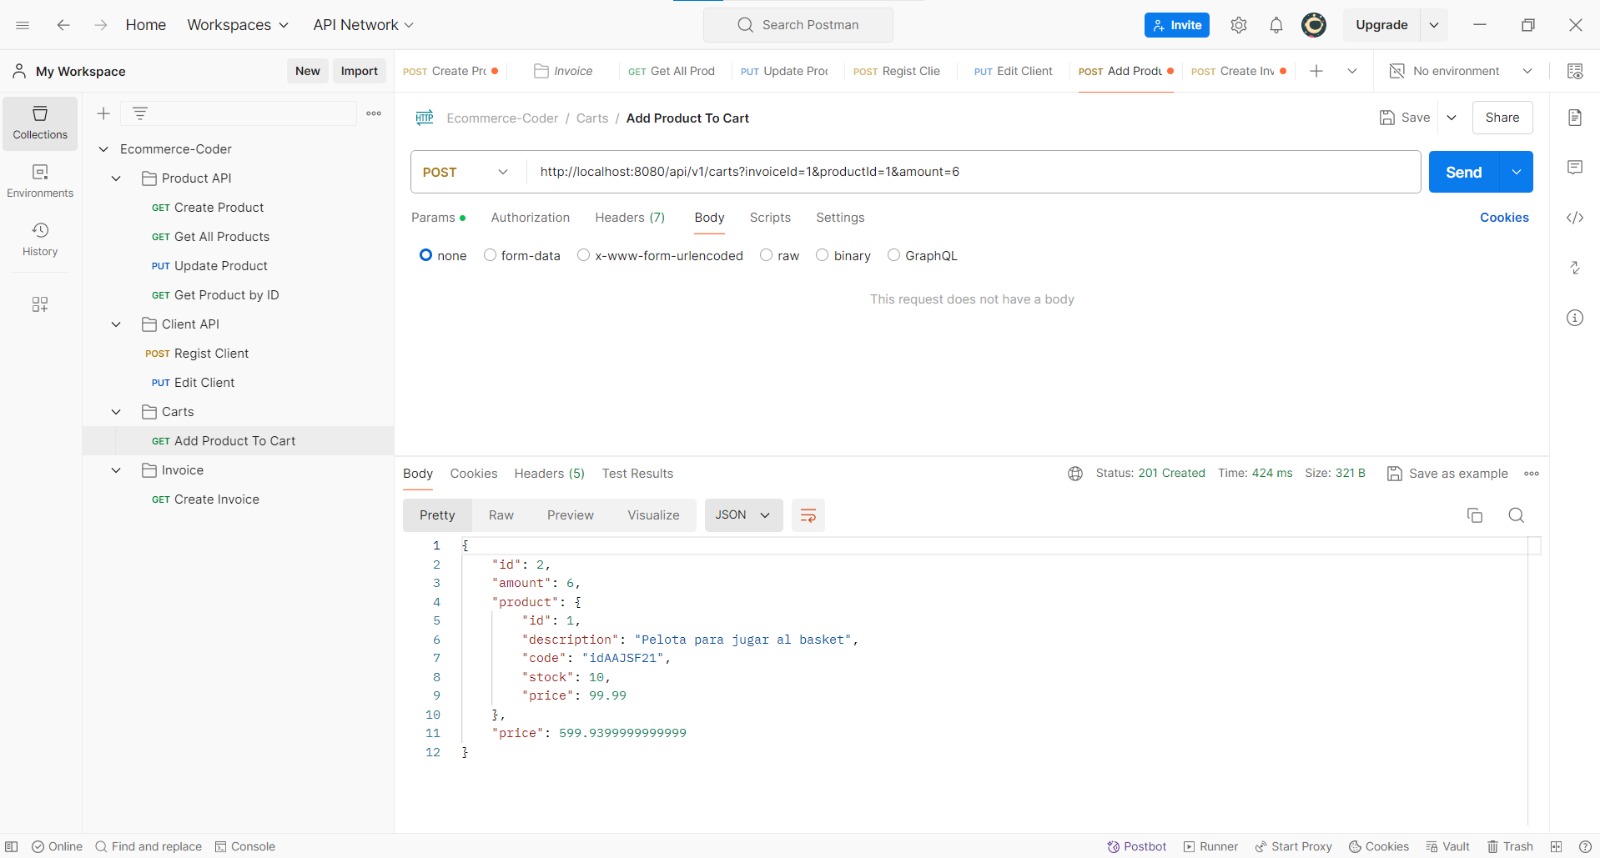 Home Workspaces API Network Search Postman Invite Upgrade
My Workspace New Import POST Create Pr Invoice GET Get All Prod PUT Update Proc POST Regist Clie PUT Edit Client POST Add Produ POST Create Inv No environment
Collections
Environments
History
Ecommerce-Coder
Product API
GET Create Product
GET Get All Products
PUT Update Product
GET Get Product by ID
Client API
POST Regist Client
PUT Edit Client
Carts
GET Add Product To Cart
Invoice
GET Create Invoice
HTTP Ecommerce-Coder / Carts / Add Product To Cart Save Share
POST http://localhost:8080/api/v1/carts?invoiceId=1&productId=1&amount=6 Send
Params Authorization Headers (7) Body Scripts Settings Cookies
none form-data x-www-form-urlencoded raw binary GraphQL
This request does not have a body
Body Cookies Headers (5) Test Results Status: 201 Created Time: 424 ms Size: 321 B Save as example
Pretty Raw Preview Visualize JSON
1 {
2 "id": 2,
3 "amount": 6,
4 "product": {
5 "id": 1,
6 "description": "Pelota para jugar al basket",
7 "code": "idAAJSF21",
8 "stock": 10,
9 "price": 99.99
10 },
11 "price": 599.9399999999999
12 }
Online Find and replace Console Postbot Runner Start Proxy Cookies Vault Trash